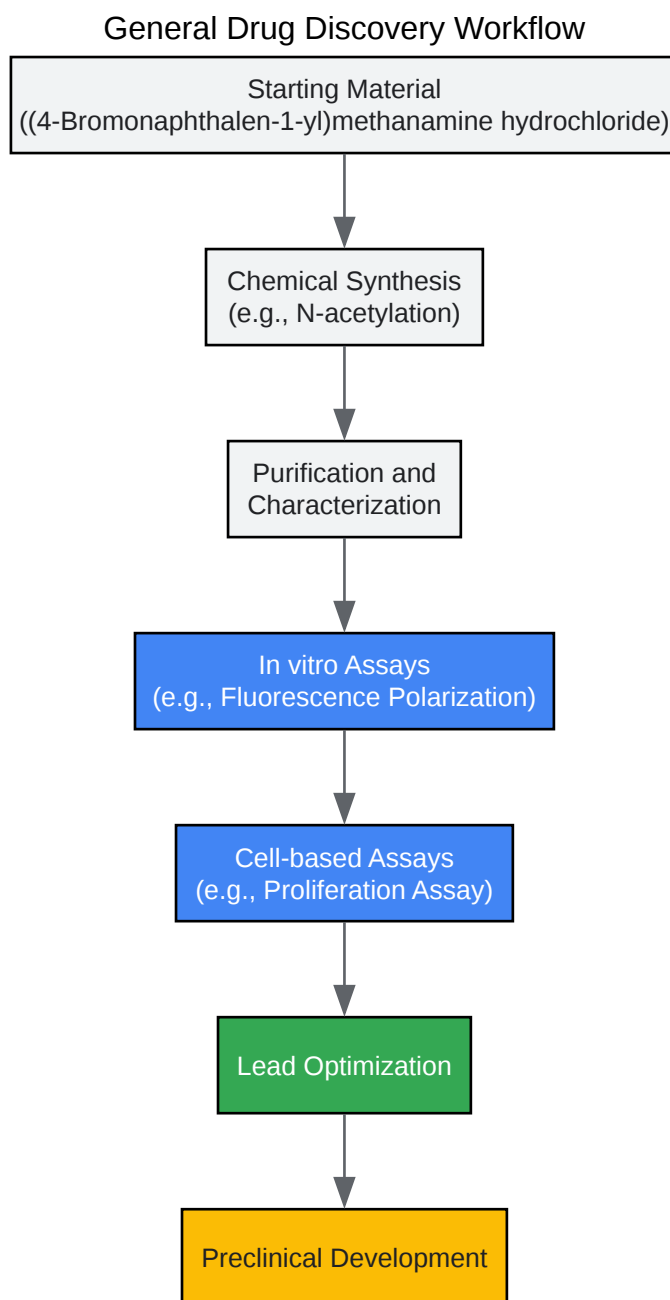 General Drug Discovery Workflow
Starting Material
((4-Bromonaphthalen-1-yl)methanamine hydrochloride)
Chemical Synthesis
(e.g., N-acetylation)
Purification and
Characterization
In vitro Assays
(e.g., Fluorescence Polarization)
Cell-based Assays
(e.g., Proliferation Assay)
Lead Optimization
Preclinical Development